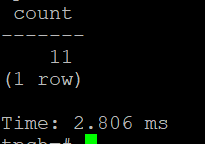 count
-------
11
(1 row)
Time: 2.806 ms